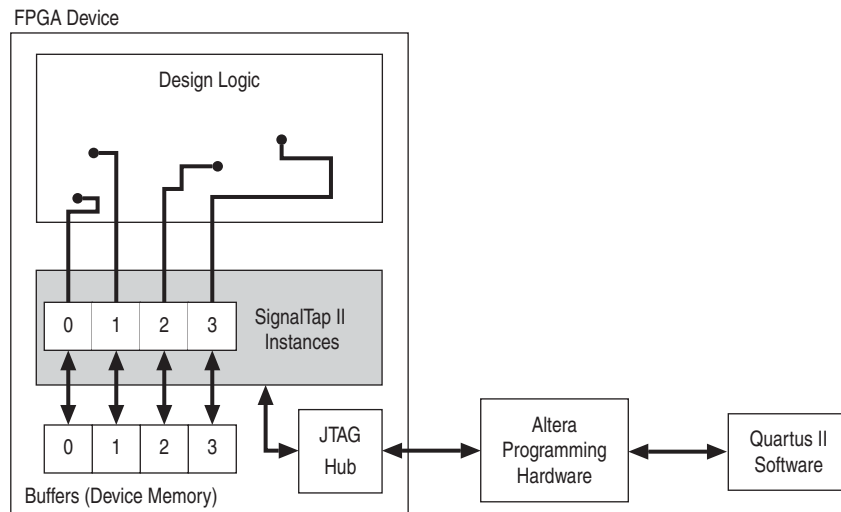 FPGA Device
Design Logic
0 1 2 3
SignalTap II
Instances
0 1 2 3
Buffers (Device Memory)
JTAG
Hub
Altera
Programming
Hardware
Quartus II
Software